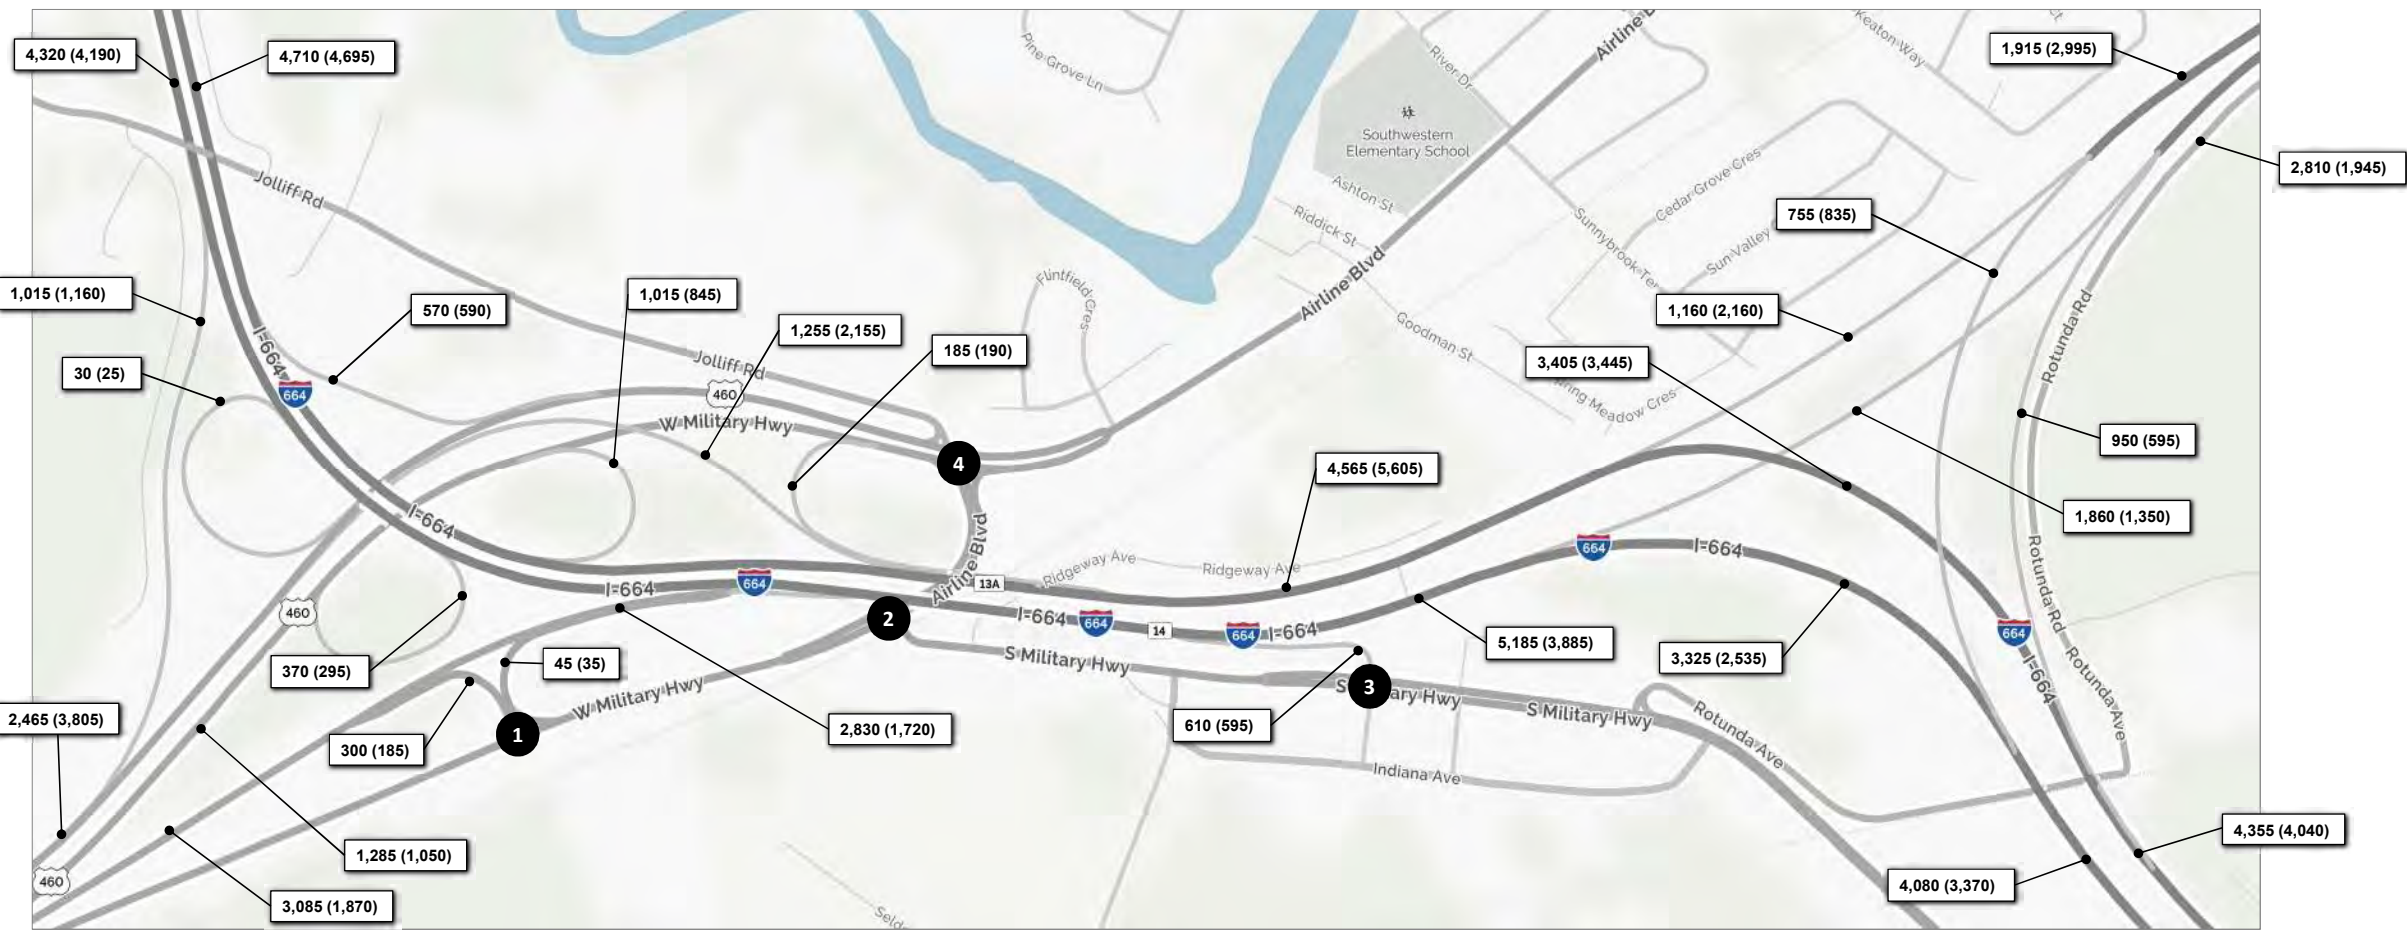 Airline B
Pine Grove Ln
River Dr
Keaton Way
Ct
4,320 (4,190)
4,710 (4,695)
1,915 (2,995)
Southwestern
Elementary School
2,810 (1,945)
Jolliff Rd
Ashton St
Riddick St
Cedar Grove Cres
Sun Valley
Sunnybrook Ter
755 (835)
1,015 (1,160)
570 (590)
1,015 (845)
1,255 (2,155)
185 (190)
Flintfield Cres
Airline Blvd
Goodman St
1,160 (2,160)
Rotunda Rd
30 (25)
I-664
664
Jolliff Rd
460
W Military Hwy
3,405 (3,445)
ring Meadow Cres
950 (595)
4
4,565 (5,605)
1,860 (1,350)
I-664
Airline Blvd
Ridgeway Ave
Ridgeway Ave
664
I-664
Rotunda Rd
I-664
664
13A
460
2
I-664
664
14
664
I-664
664
I-664
5,185 (3,885)
3,325 (2,535)
370 (295)
45 (35)
S Military Hwy
Rotunda Ave
2,465 (3,805)
300 (185)
1
W Military Hwy
2,830 (1,720)
610 (595)
3
S
ary Hwy
S Military Hwy
Rotunda Ave
Indiana Ave
1,285 (1,050)
460
3,085 (1,870)
Seld
4,355 (4,040)
4,080 (3,370)